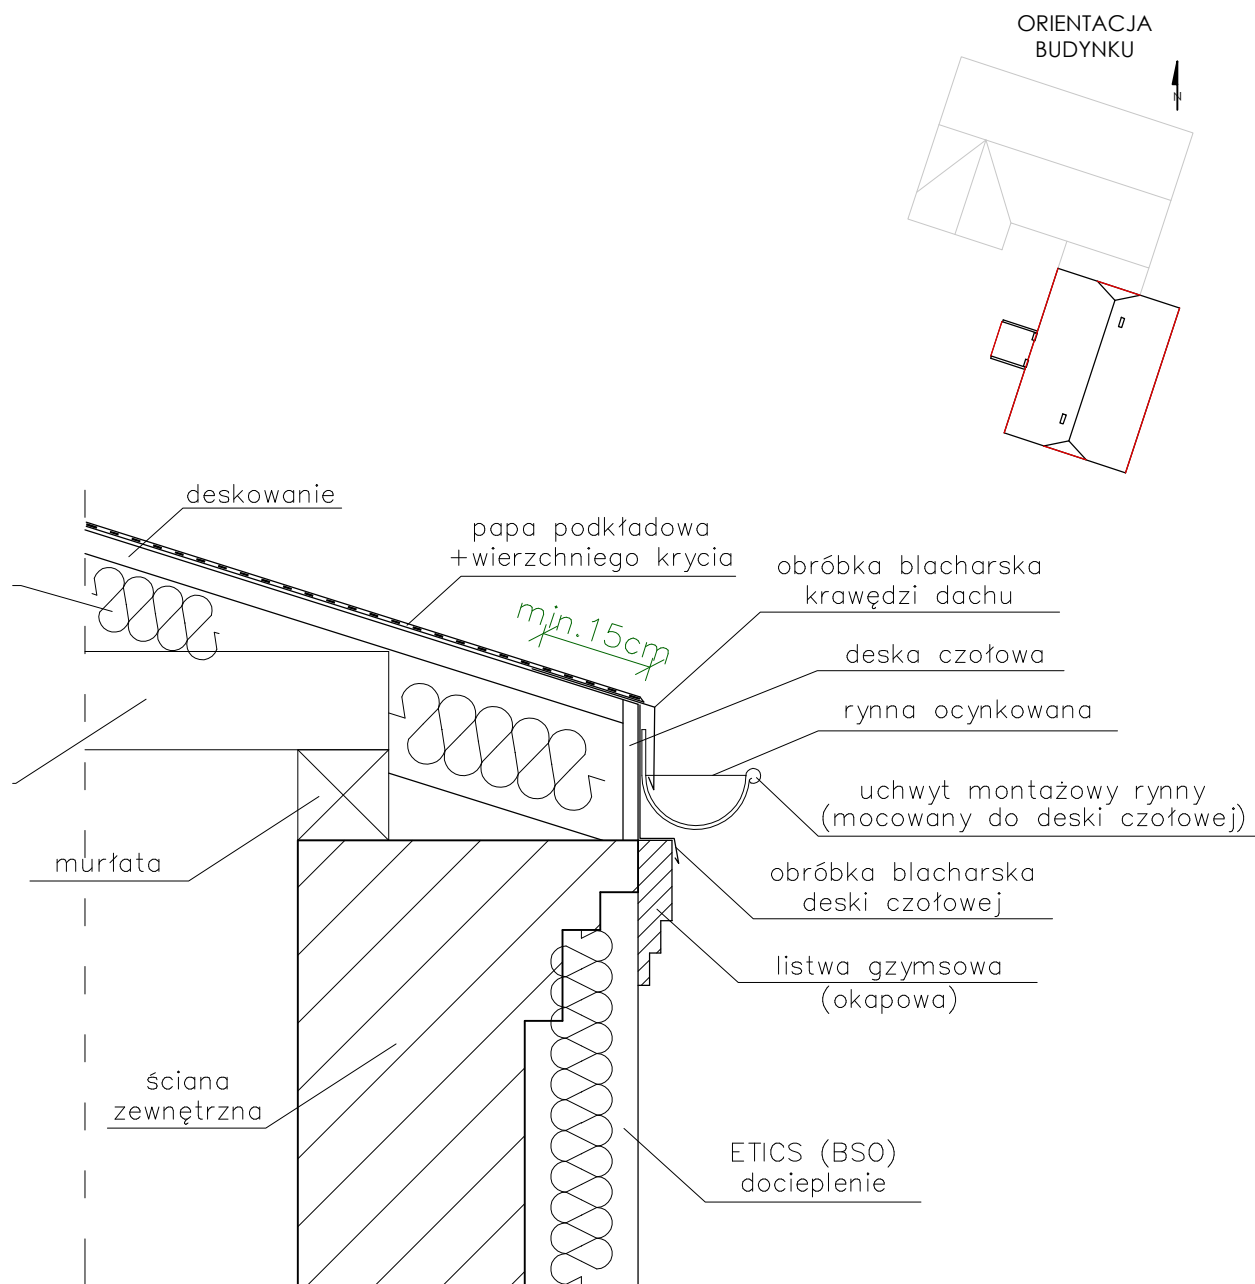 ORIENTACJA
BUDYNKU
N
deskowanie
papa podkładowa
+wierzchniego krycia
obróbka blacharska
krawędzi dachu
min.15cm
deska czołowa
rynna ocynkowana
uchwyt montażowy rynny
(mocowany do deski czołowej)
murłata
obróbka blacharska
deski czołowej
listwa gzymsowa
(okapowa)
ściana
zewnętrzna
ETICS (BSO)
docieplenie